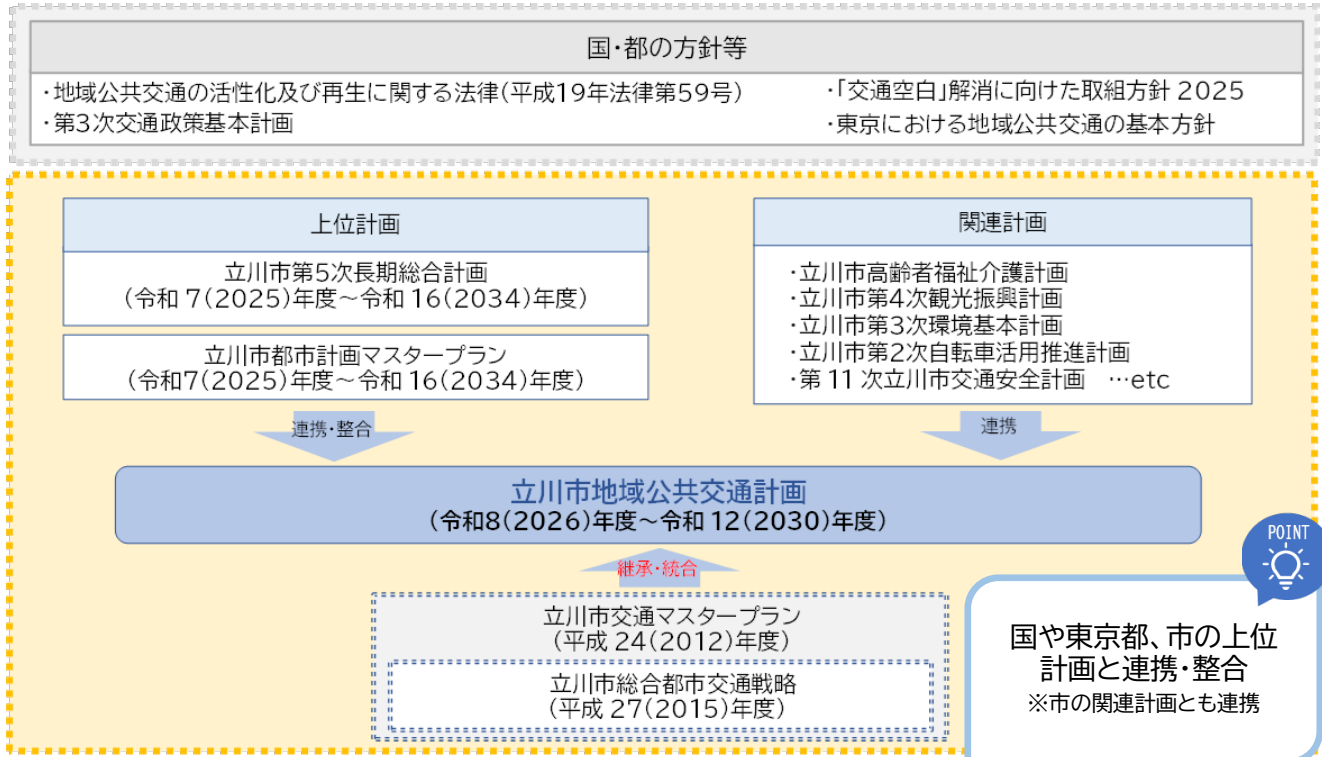 国・都の方針等
・地域公共交通の活性化及び再生に関する法律(平成19年法律第59号)
・第3次交通政策基本計画
・「交通空白」解消に向けた取組方針 2025
・東京における地域公共交通の基本方針
上位計画
立川市第5次長期総合計画
(令和 7(2025)年度～令和 16(2034)年度)
立川市都市計画マスタープラン
(令和7(2025)年度～令和 16(2034)年度)
関連計画
・立川市高齢者福祉介護計画
・立川市第4次観光振興計画
・立川市第3次環境基本計画
・立川市第2次自転車活用推進計画
・第 11 次立川市交通安全計画 …etc
連携・整合
連携
立川市地域公共交通計画
(令和8(2026)年度～令和 12(2030)年度)
継承・統合
立川市交通マスタープラン
(平成 24(2012)年度)
立川市総合都市交通戦略
(平成 27(2015)年度)
POINT
国や東京都、市の上位
計画と連携・整合
※市の関連計画とも連携